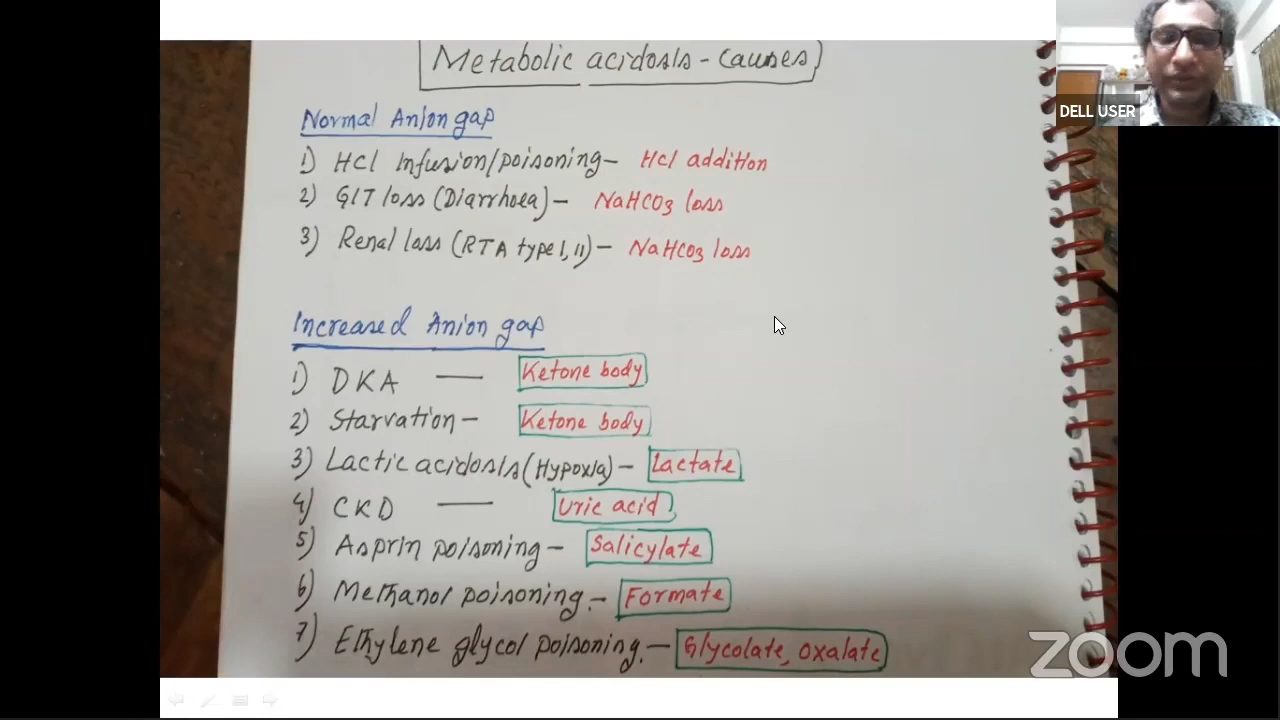 Metabolic acidosis - Causes
DELL USER
Normal Anion gap
1) HCl Infusion/poisoning- HCl addition
2) GIT loss (Diarrhoea) - NaHCO3 loss
3) Renal loss (RTA type I, II) - NaHCO3 loss
Increased Anion gap
1) DKA — Ketone body
2) Starvation - Ketone body
3) Lactic acidosis (Hypoxia) - Lactate
4) CKD — Uric acid
5) Asprin poisoning - Salicylate
6) Methanol poisoning - Formate
7) Ethylene glycol poisoning - Glycolate, oxalate
zoom